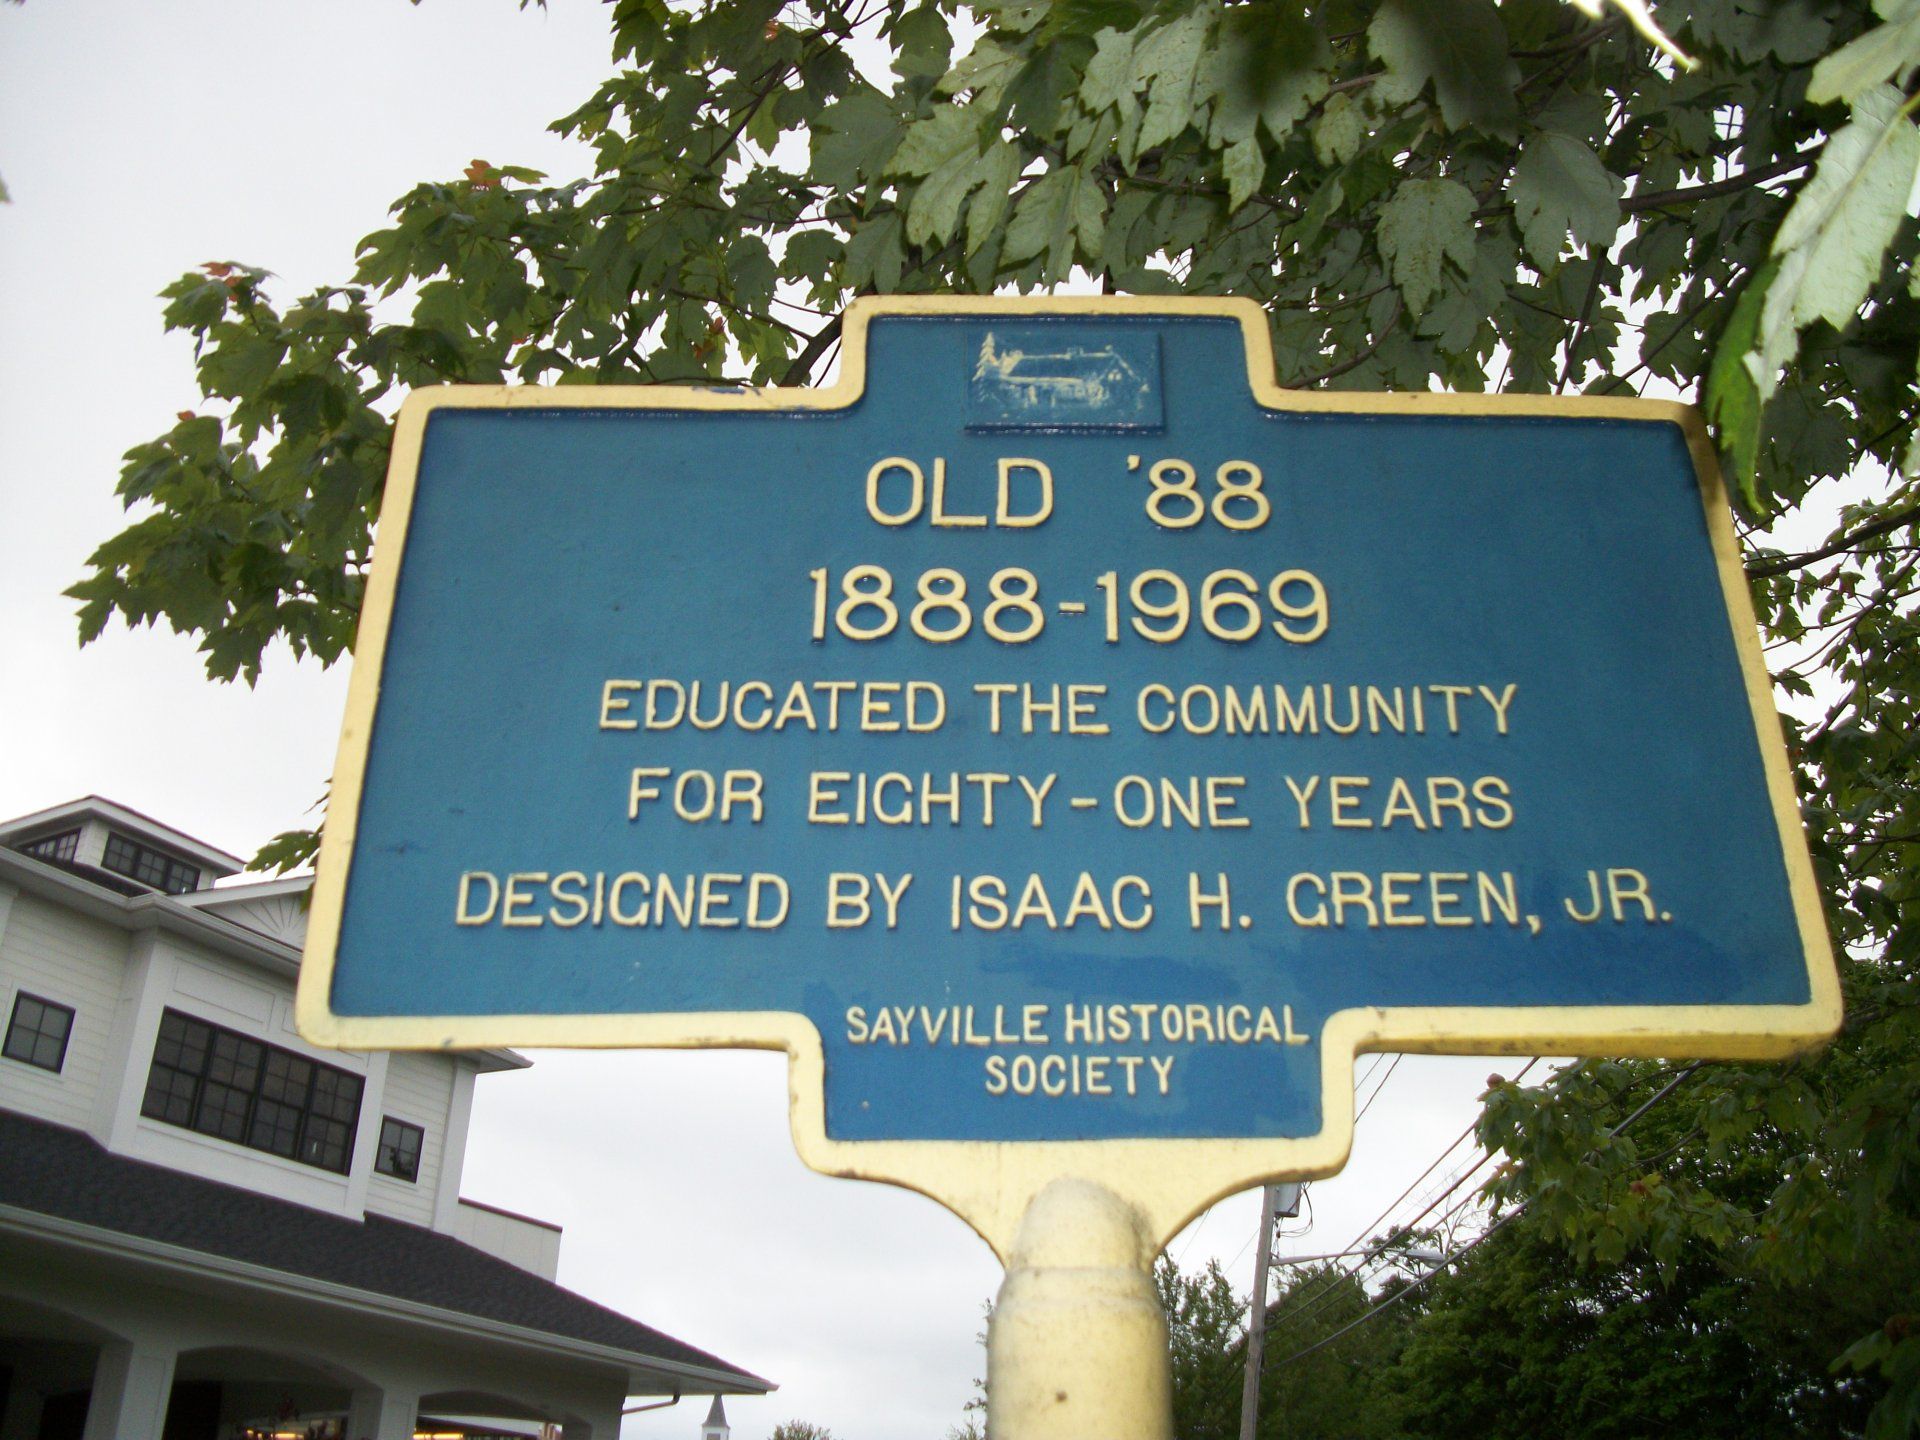 OLD '88
1888-1969
EDUCATED THE COMMUNITY
FOR EIGHTY-ONE YEARS
DESIGNED BY ISAAC H. GREEN, JR.
SAYVILLE HISTORICAL
SOCIETY